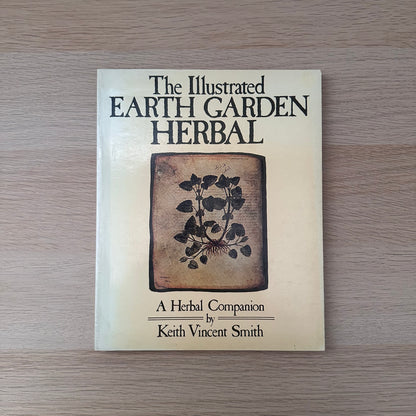 The Illustrated
EARTH GARDEN
HERBAL
A Herbal Companion
by
Keith Vincent Smith